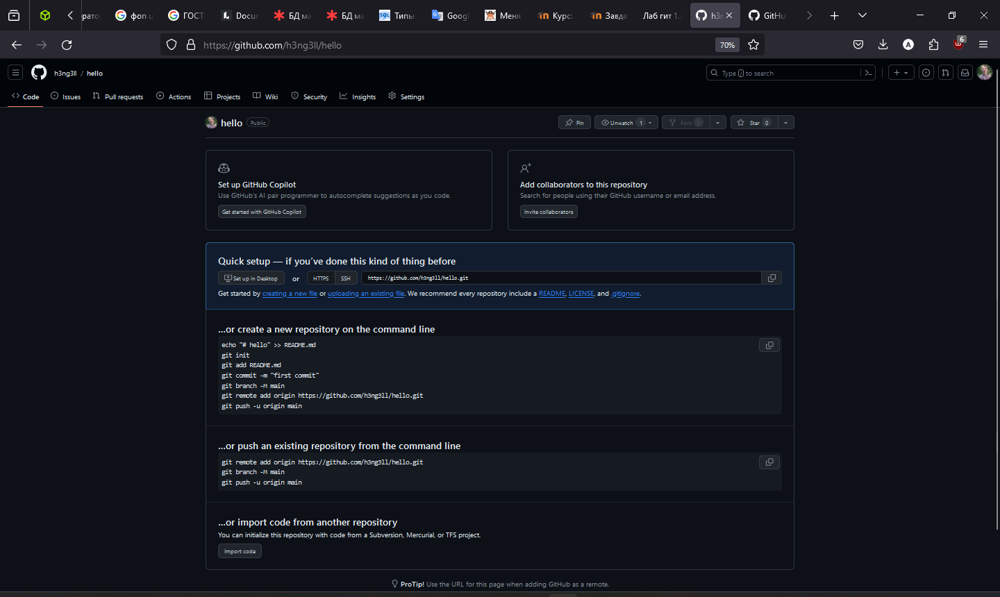 фоп ц
ГОСТ
Docum
БД ма
БД ма
Типы
Googl
Меня
Курс:
Завда
Лаб гит 1.
h3n
GitHu
https://github.com/h3ng3ll/hello
70%
A
6
h3ng3ll / hello
Type / to search
Code
Issues
Pull requests
Actions
Projects
Wiki
Security
Insights
Settings
hello Public
Pin
Unwatch 1
Fork 0
Star 0
Set up GitHub Copilot
Use GitHub's AI pair programmer to autocomplete suggestions as you code.
Get started with GitHub Copilot
Add collaborators to this repository
Search for people using their GitHub username or email address.
Invite collaborators
Quick setup — if you've done this kind of thing before
Set up in Desktop or HTTPS SSH https://github.com/h3ng3ll/hello.git
Get started by creating a new file or uploading an existing file. We recommend every repository include a README, LICENSE, and .gitignore.
...or create a new repository on the command line
echo "# hello" >> README.md
git init
git add README.md
git commit -m "first commit"
git branch -M main
git remote add origin https://github.com/h3ng3ll/hello.git
git push -u origin main
...or push an existing repository from the command line
git remote add origin https://github.com/h3ng3ll/hello.git
git branch -M main
git push -u origin main
...or import code from another repository
You can initialize this repository with code from a Subversion, Mercurial, or TFS project.
Import code
ProTip! Use the URL for this page when adding GitHub as a remote.